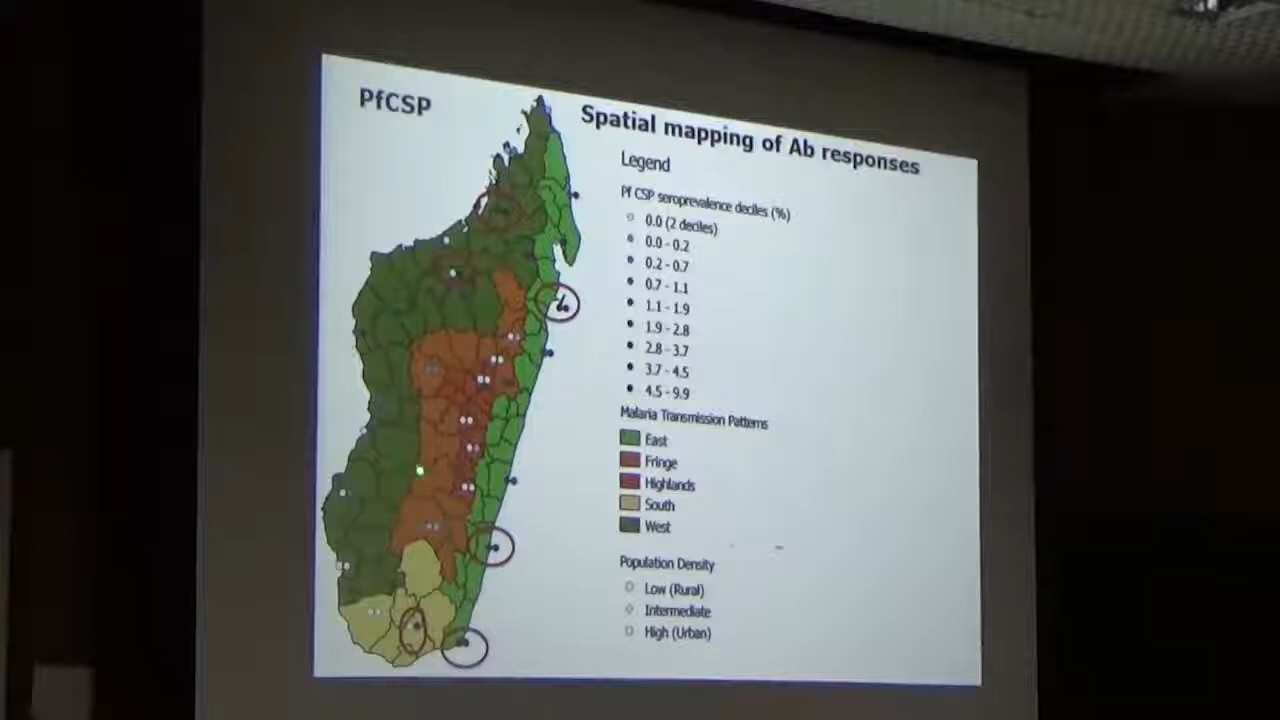 PfCSP
Spatial mapping of Ab responses
Legend
Pf CSP seroprevalence deciles (%)
0.0 (2 deciles)
0.0 - 0.2
0.2 - 0.7
0.7 - 1.1
1.1 - 1.9
1.9 - 2.8
2.8 - 3.7
3.7 - 4.5
4.5 - 9.9
Malaria Transmission Patterns
East
Fringe
Highlands
South
West
Population Density
Low (Rural)
Intermediate
High (Urban)